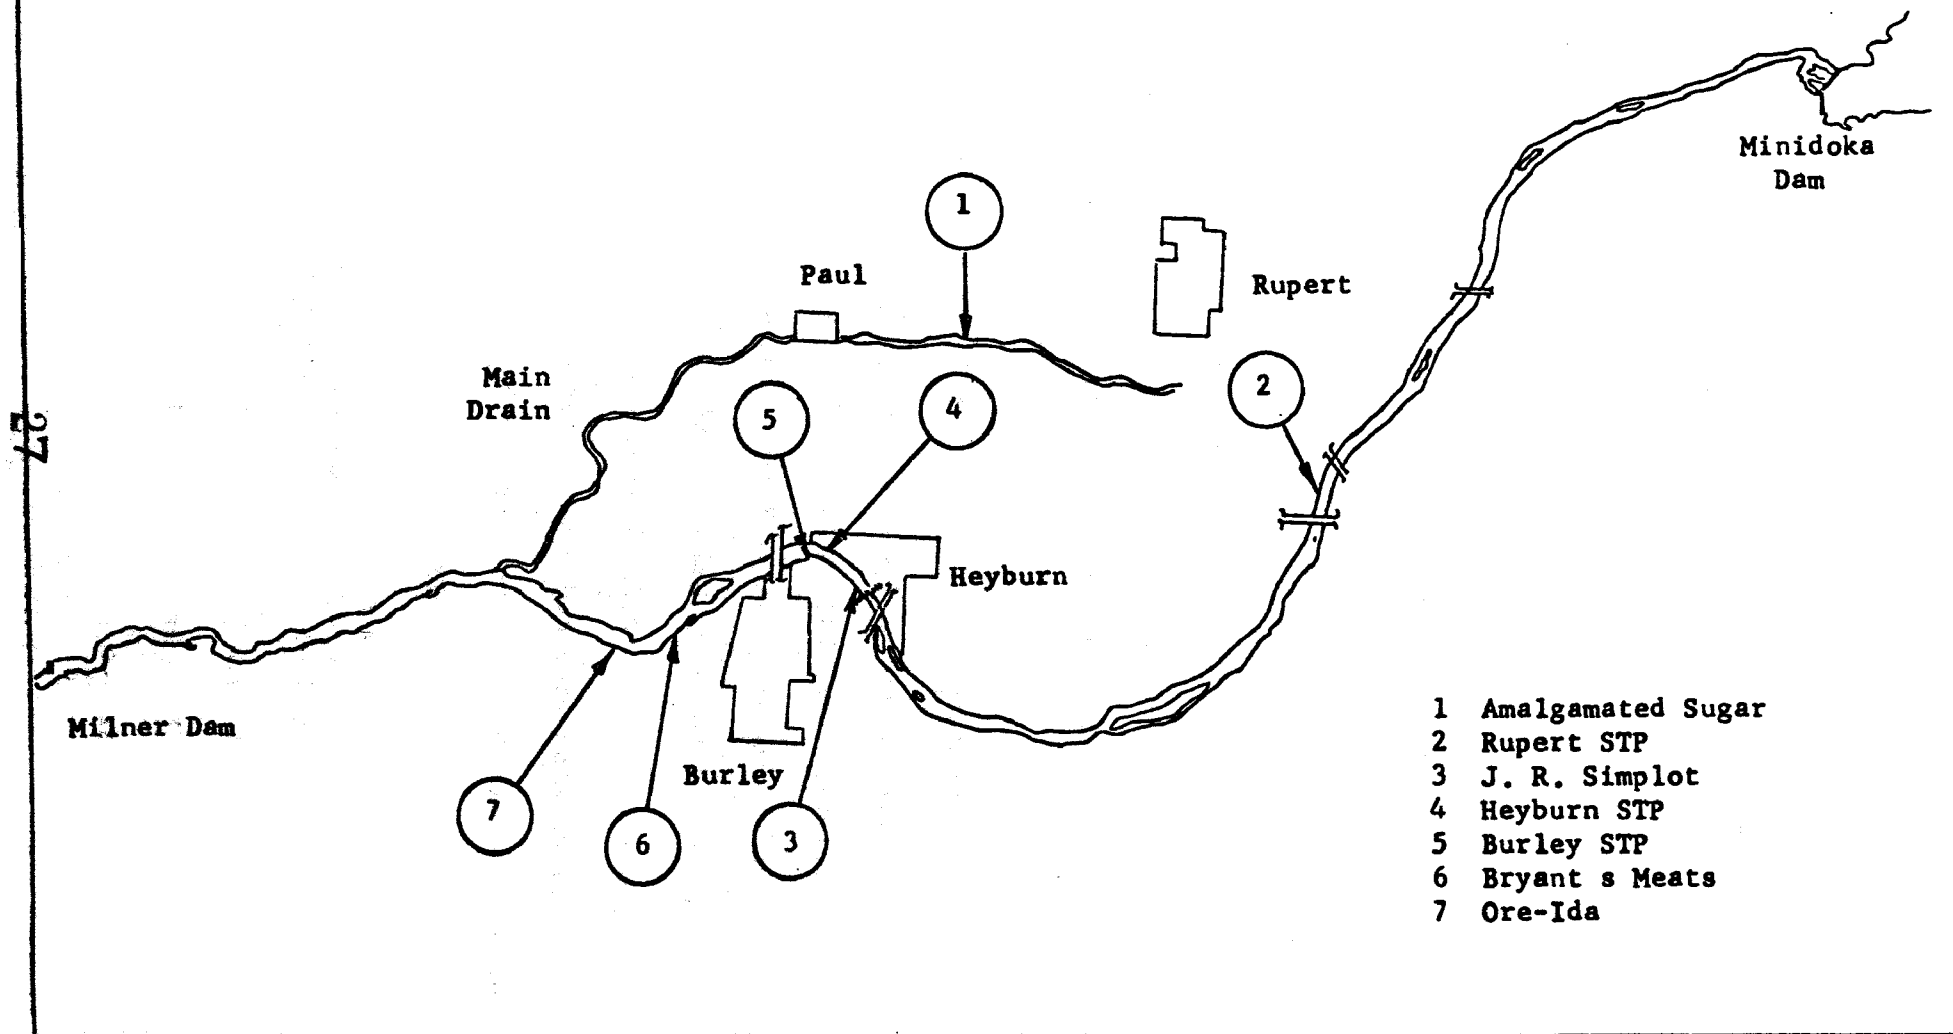 Minidoka
Dam
1
Paul
Rupert
Main
Drain
2
5
4
27
Heyburn
Milner Dam
Burley
7
6
3
1 Amalgamated Sugar
2 Rupert STP
3 J. R. Simplot
4 Heyburn STP
5 Burley STP
6 Bryant s Meats
7 Ore-Ida